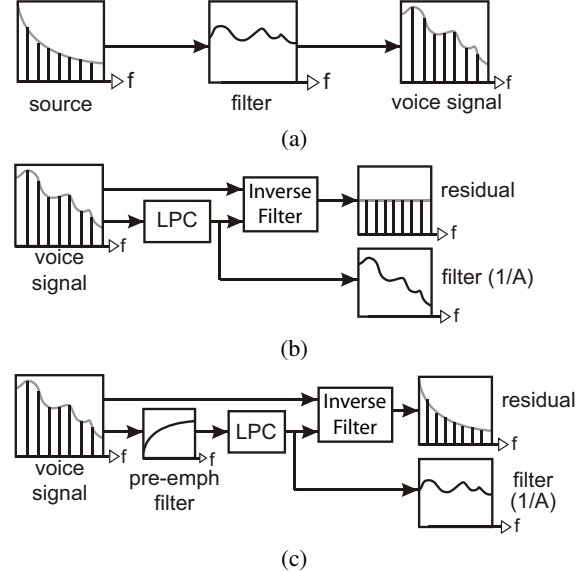 f
f
f
source
filter
voice signal
(a)
Inverse
Filter
residual
LPC
f
f
voice
signal
filter (1/A)
f
(b)
Inverse
Filter
residual
LPC
f
f
f
voice
signal
pre-emph
filter
filter
(1/A)
f
(c)